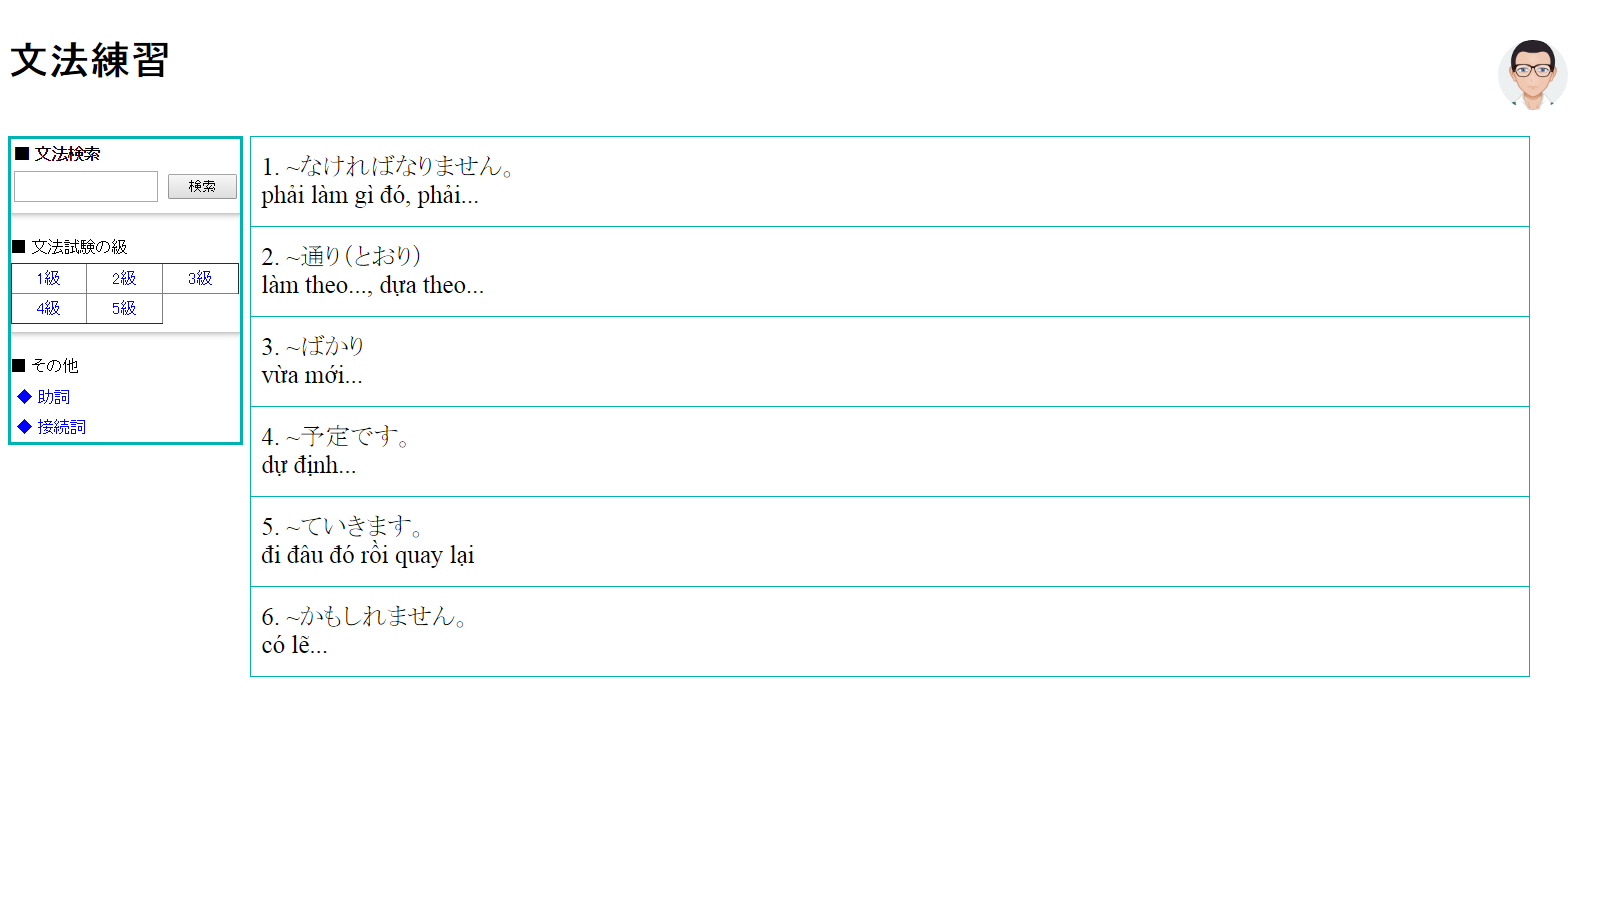 文法練習
■ 文法検索
検索
■ 文法試験の級
1級 2級 3級
4級 5級
■ その他
◆ 助詞
◆ 接続詞
1. ~なければなりません。
phải làm gì đó, phải...
2. ~通り(とおり)
làm theo..., dựa theo...
3. ~ばかり
vừa mới...
4. ~予定です。
dự định...
5. ~ていきます。
đi đâu đó rồi quay lại
6. ~かもしれません。
có lẽ...